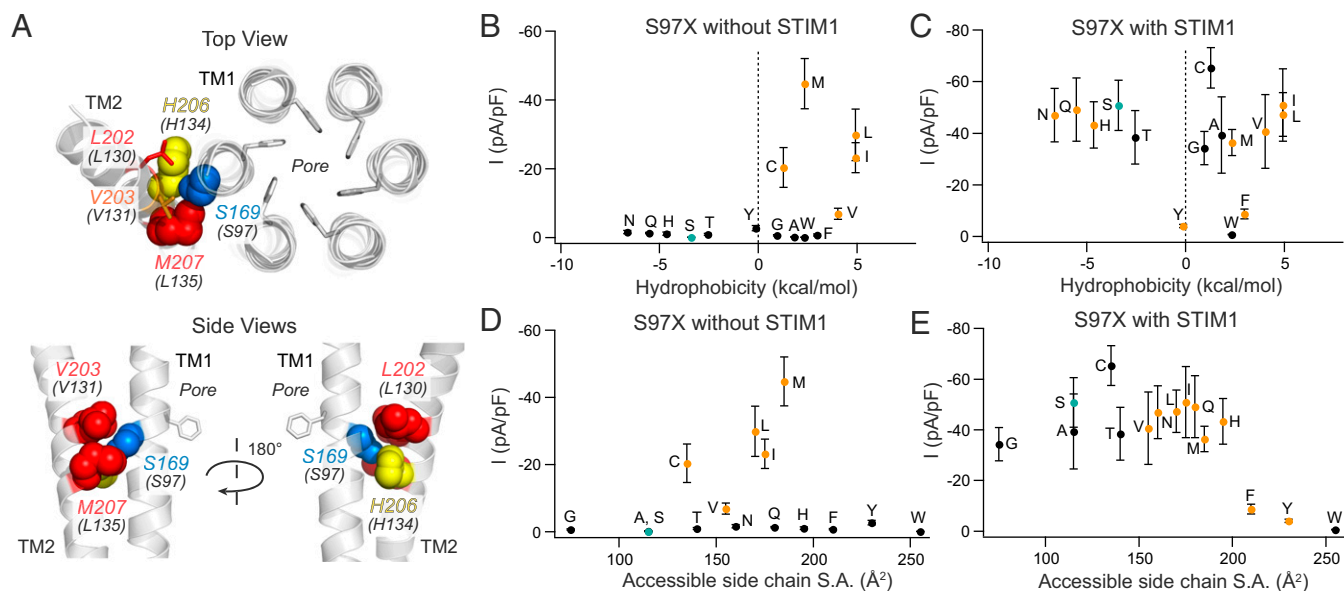 A
Top View
TM1
TM2
H206
(H134)
L202
(L130)
Pore
V203
(V131)
S169
(S97)
M207
(L135)
Side Views
V203
(V131)
TM1
Pore
S169
(S97)
M207
(L135)
TM2
180°
TM1
Pore
L202
(L130)
S169
(S97)
H206
(H134)
TM2
B
S97X without STIM1
I (pA/pF)
-60
-40
-20
0
M
L
I
C
V
N Q H S T Y G A W F
-10 -5 0 5
Hydrophobicity (kcal/mol)
C
S97X with STIM1
I (pA/pF)
-80
-60
-40
-20
0
C
N Q H S T G A M V I L
Y W F
-10 -5 0 5
Hydrophobicity (kcal/mol)
D
S97X without STIM1
I (pA/pF)
-60
-40
-20
0
M
L
I
C
V
G A, S T N Q H F Y W
100 150 200 250
Accessible side chain S.A. (Å²)
E
S97X with STIM1
I (pA/pF)
-80
-60
-40
-20
0
C
S
G A T V N L I M Q H
F Y W
100 150 200 250
Accessible side chain S.A. (Å²)